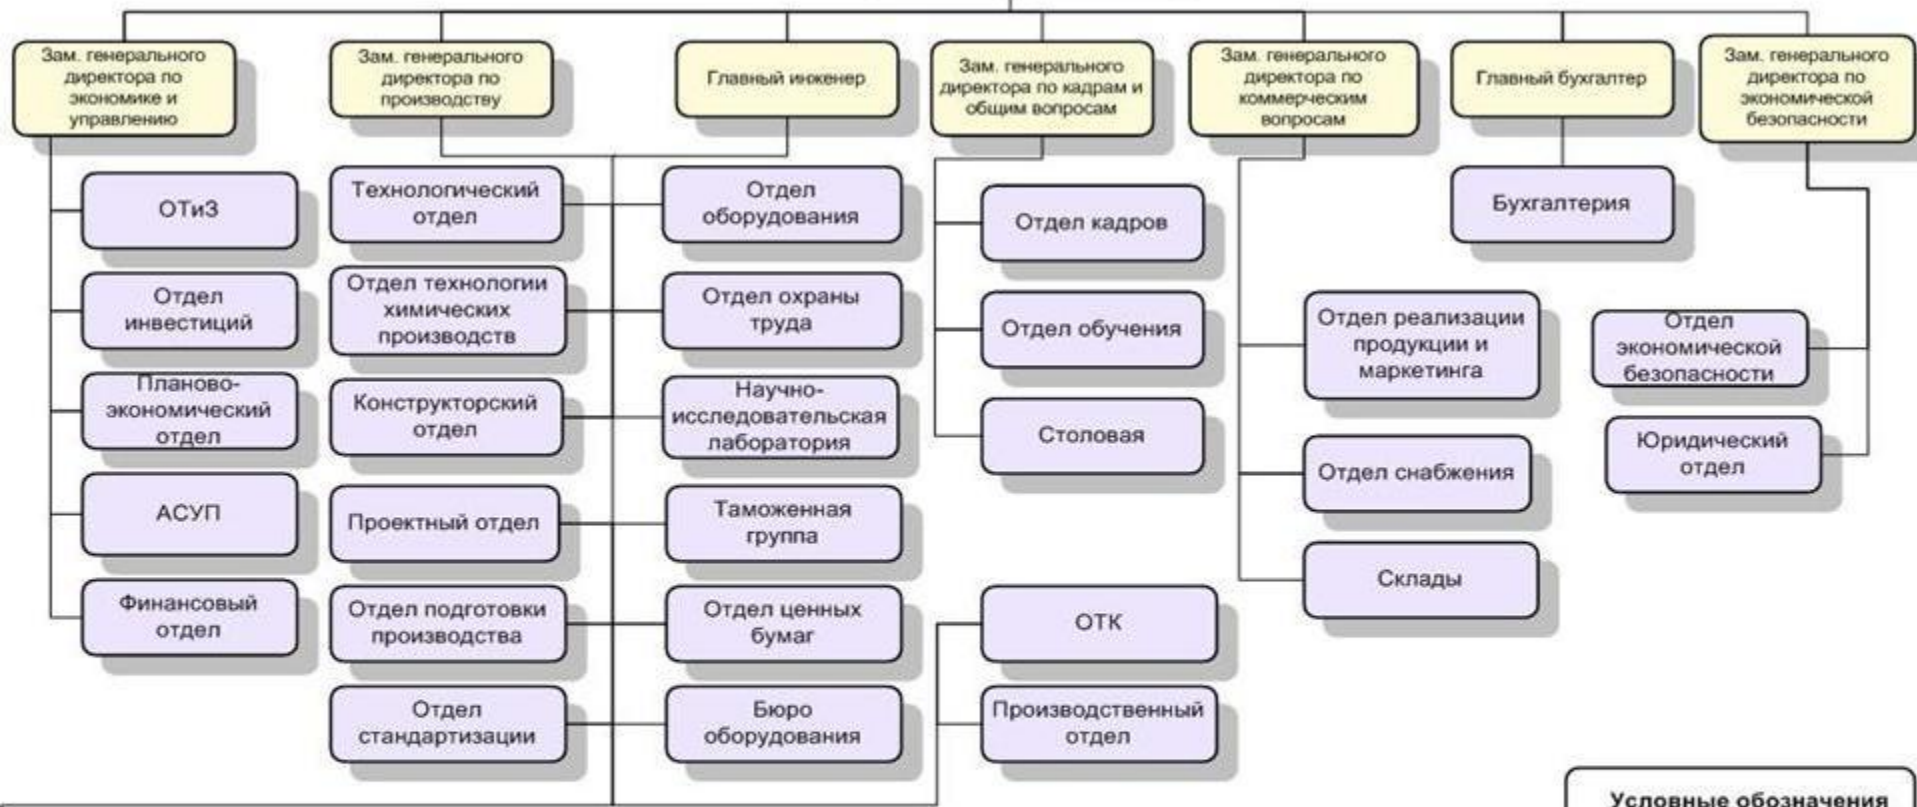 Зам. генерального
директора по
экономике и
управлению
Зам. генерального
директора по
производству
Главный инженер
Зам. генерального
директора по кадрам и
общим вопросам
Зам. генерального
директора по
коммерческим
вопросам
Главный бухгалтер
Зам. генерального
директора по
экономической
безопасности
ОТиЗ
Отдел
инвестиций
Планово-
экономический
отдел
АСУП
Финансовый
отдел
Технологический
отдел
Отдел технологии
химических
производств
Конструкторский
отдел
Проектный отдел
Отдел подготовки
производства
Отдел
стандартизации
Отдел
оборудования
Отдел охраны
труда
Научно-
исследовательская
лаборатория
Таможенная
группа
Отдел ценных
бумаг
Бюро
оборудования
Отдел кадров
Отдел обучения
Столовая
ОТК
Производственный
отдел
Отдел реализации
продукции и
маркетинга
Отдел снабжения
Склады
Бухгалтерия
Отдел
экономической
безопасности
Юридический
отдел
Условные обозначения